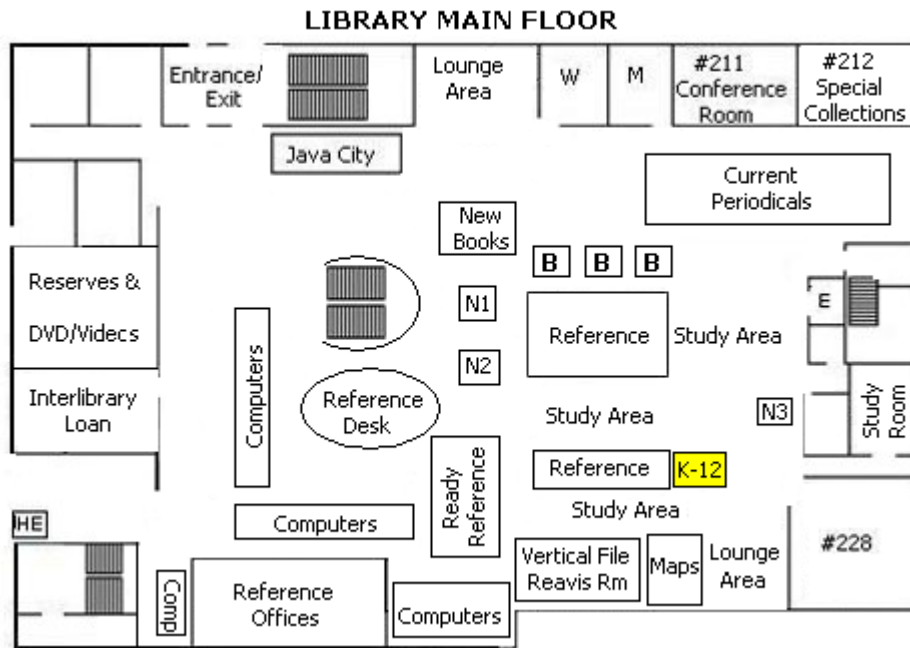 LIBRARY MAIN FLOOR
Entrance/
Exit
Lounge
Area
W
M
#211
Conference
Room
#212
Special
Collections
Java City
Current
Periodicals
New
Books
B
B
B
Reserves &
DVD/Videos
N1
Reference
Study Area
E
N2
Interlibrary
Loan
Computers
Reference
Desk
Study Area
N3
Study
Room
Ready
Reference
Reference
K-12
Study Area
HE
Computers
Vertical File
Reavis Rm
Maps
Lounge
Area
#228
Comp
Reference
Offices
Computers